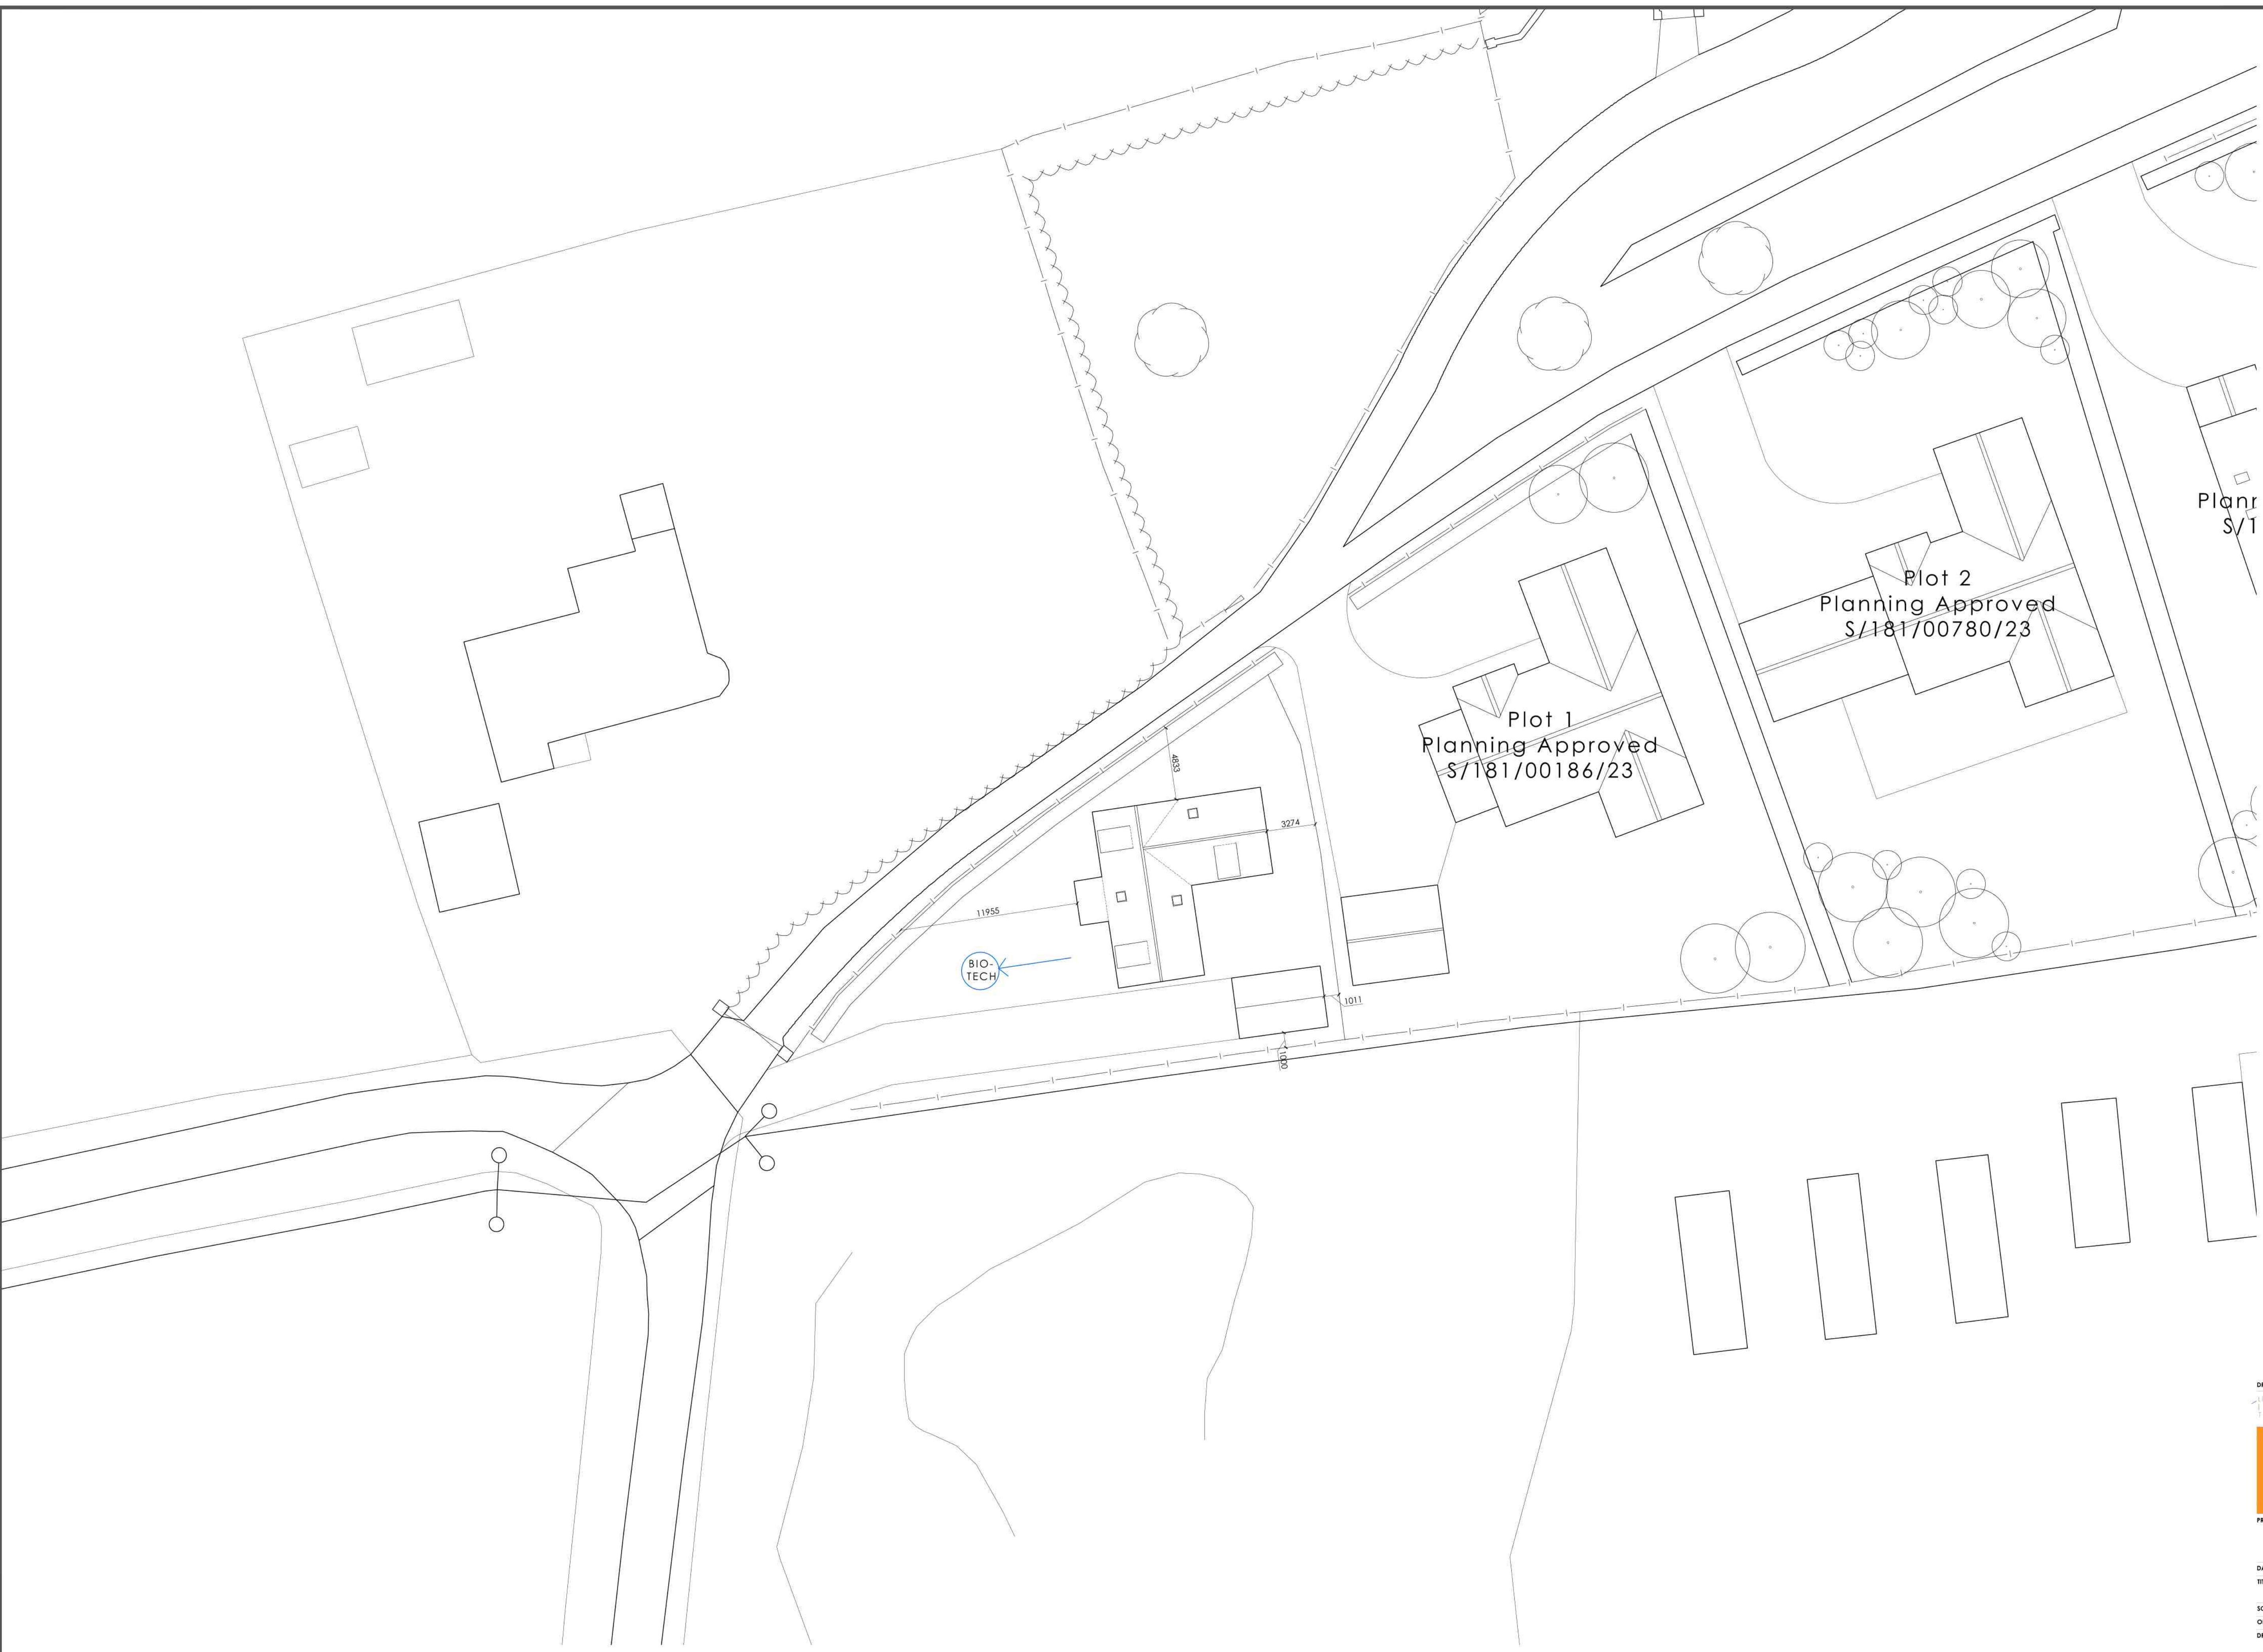 Plot 2
Planning Approved
S/181/00780/23
Plot 1
Planning Approved
S/181/00186/23
4833
3274
11955
BIO-
TECH
1011
1000